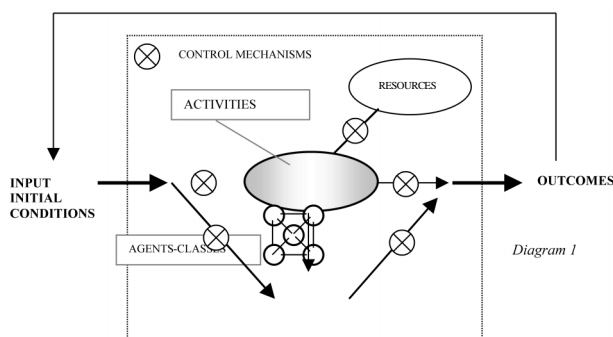 CONTROL MECHANISMS
RESOURCES
ACTIVITIES
INPUT
INITIAL
CONDITIONS
OUTCOMES
AGENTS-CLASSES
Diagram 1